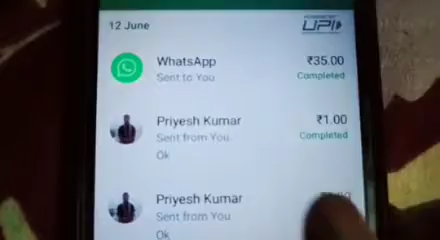 12 June
UPI
WhatsApp
₹35.00
Sent to You
Completed
Priyesh Kumar
₹1.00
Sent from You
Completed
Ok
Priyesh Kumar
Sent from You
Ok